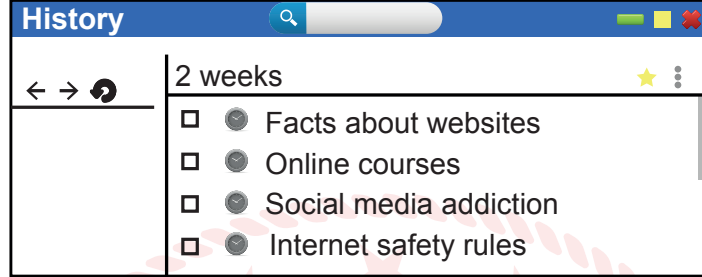 History
2 weeks
Facts about websites
Online courses
Social media addiction
Internet safety rules